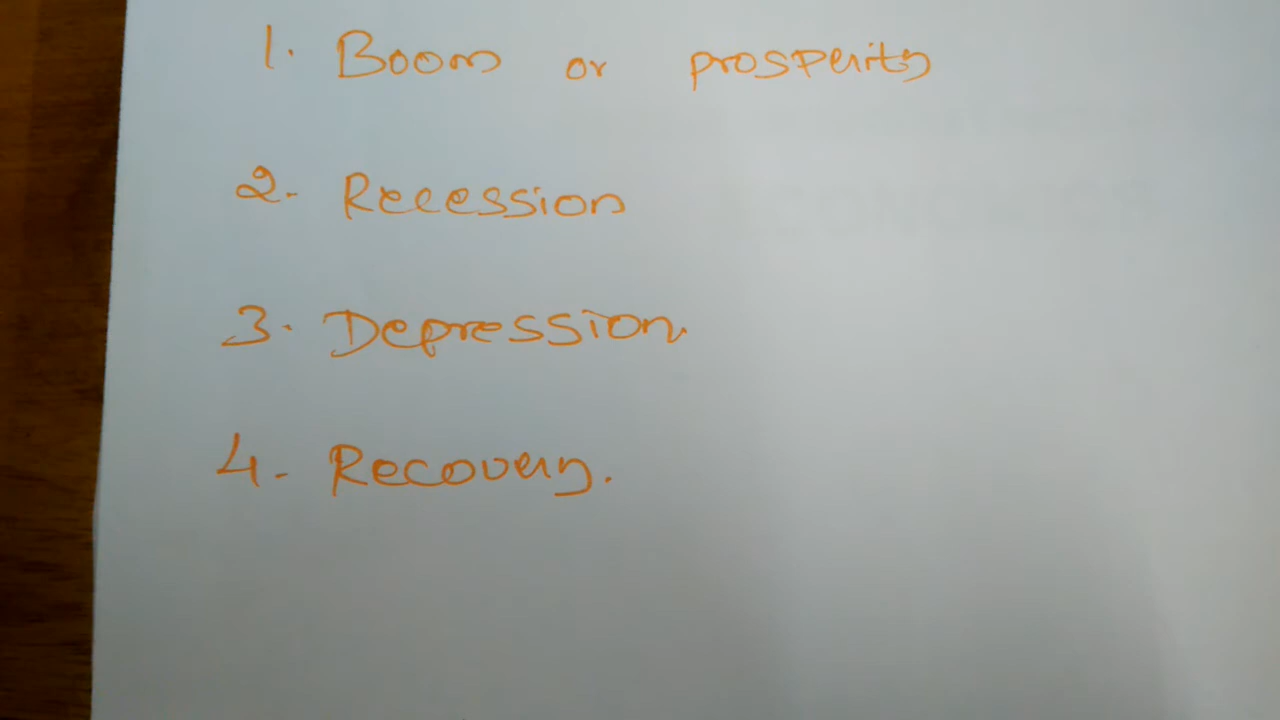 1. Boom or prosperity
2. Recession
3. Depression.
4. Recovery.